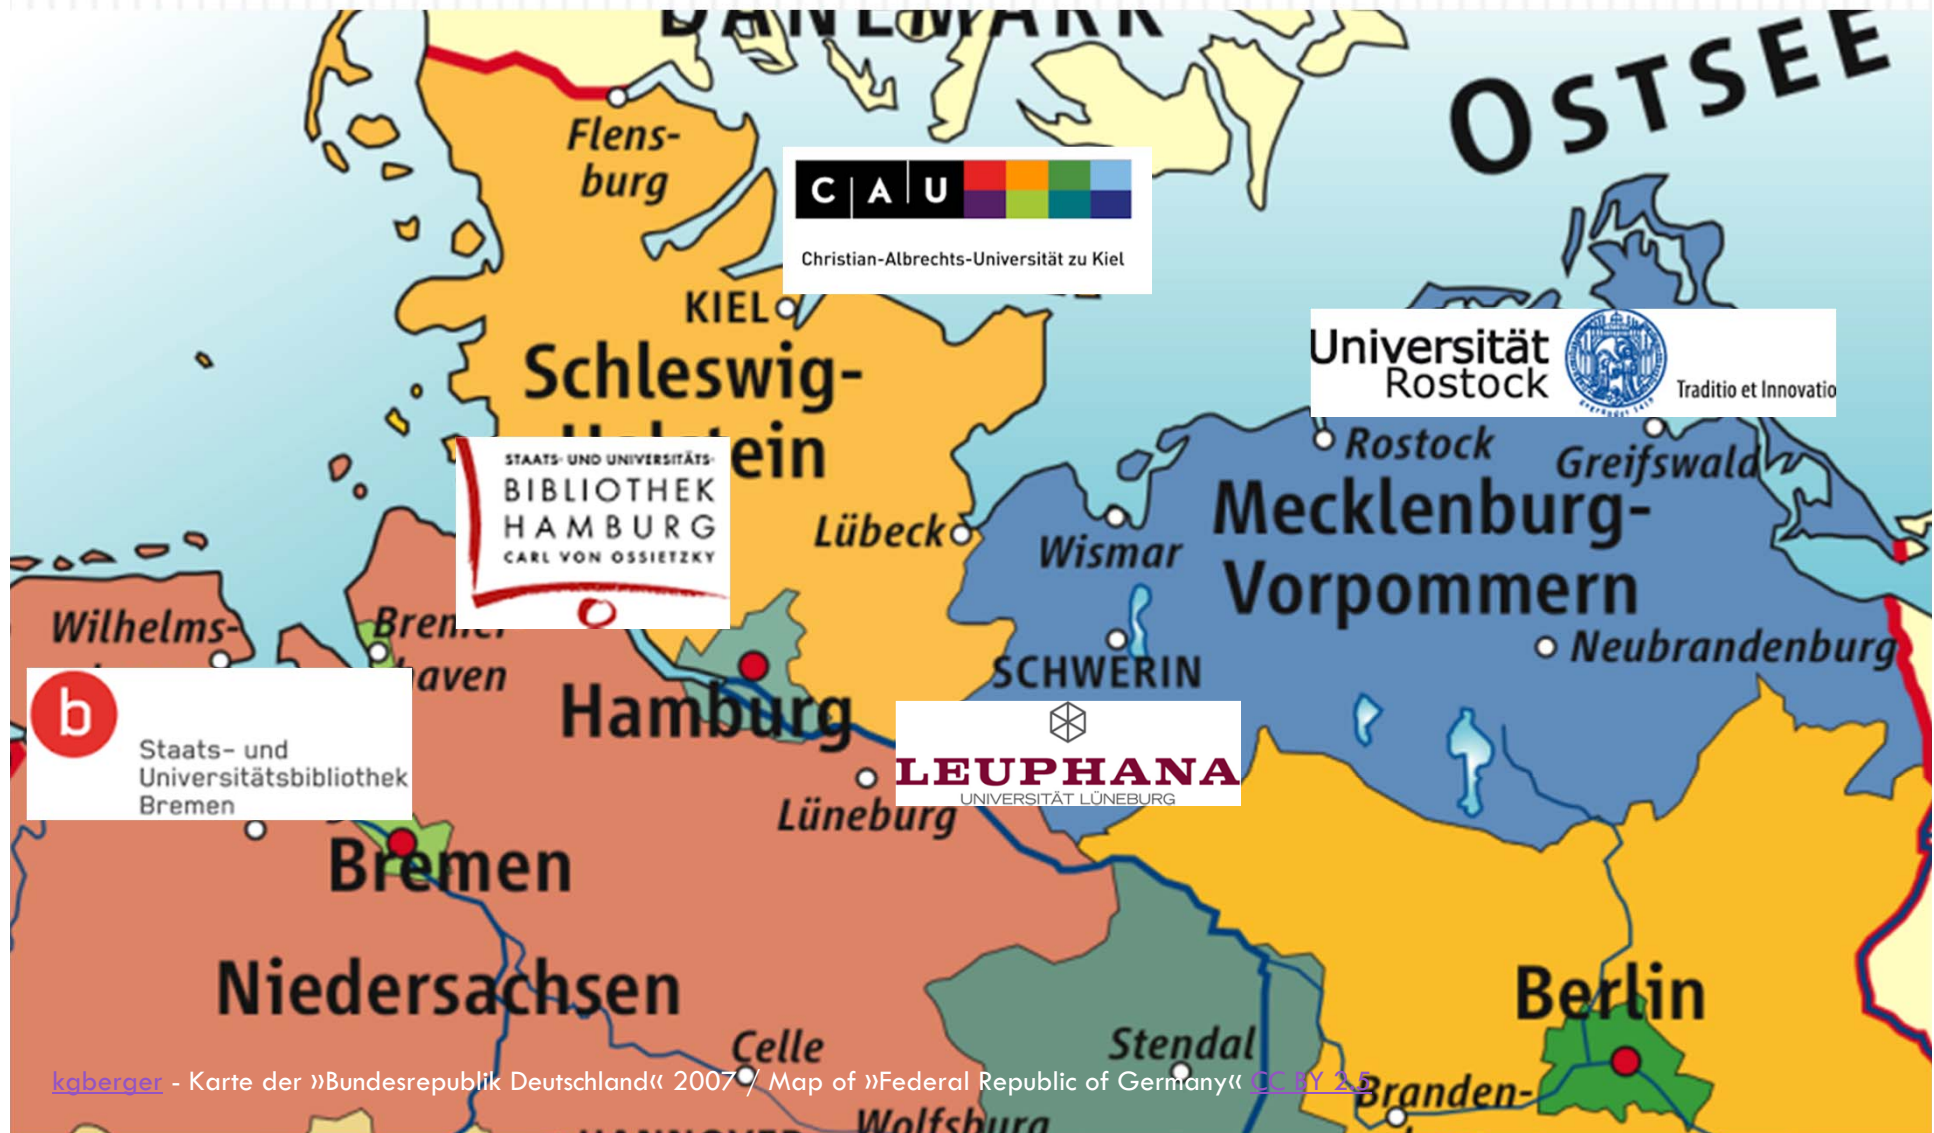 DÄNEMARK
OSTSEE
Flens-
burg
C A U
Christian-Albrechts-Universität zu Kiel
KIEL
Schleswig-
Holstein
Universität
Rostock
Traditio et Innovatio
Rostock
Greifswald
STAATS- UND UNIVERSITÄTS-
BIBLIOTHEK
HAMBURG
CARL VON OSSIETZKY
Lübeck
Wismar
Mecklenburg-
Vorpommern
Wilhelms-
Bremer
haven
Neubrandenburg
SCHWERIN
Hamburg
b
Staats- und
Universitätsbibliothek
Bremen
LEUPHANA
UNIVERSITÄT LÜNEBURG
Lüneburg
Bremen
Niedersachsen
Berlin
Celle
Stendal
kgberger - Karte der »Bundesrepublik Deutschland« 2007 / Map of »Federal Republic of Germany« CC BY 2.5
Branden-
Wolfsburg
HANNOVER